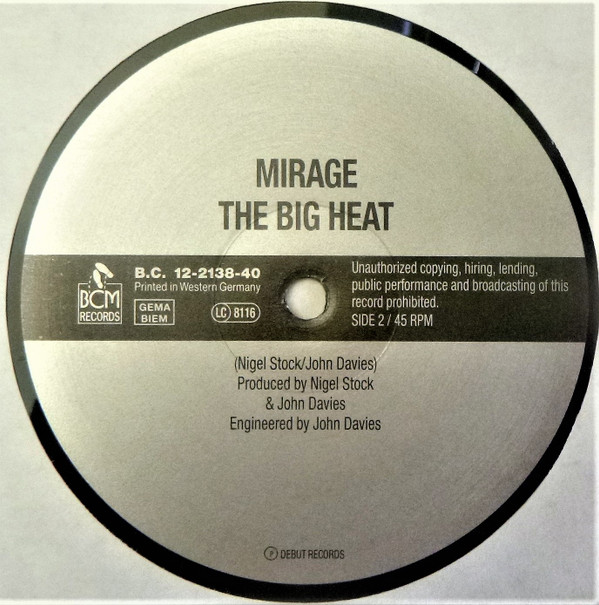 MIRAGE
THE BIG HEAT
BCM
RECORDS
B.C. 12-2138-40
Printed in Western Germany
GEMA
BIEM
LC 8116
Unauthorized copying, hiring, lending,
public performance and broadcasting of this
record prohibited.
SIDE 2 / 45 RPM
(Nigel Stock/John Davies)
Produced by Nigel Stock
& John Davies
Engineered by John Davies
Ⓟ DEBUT RECORDS